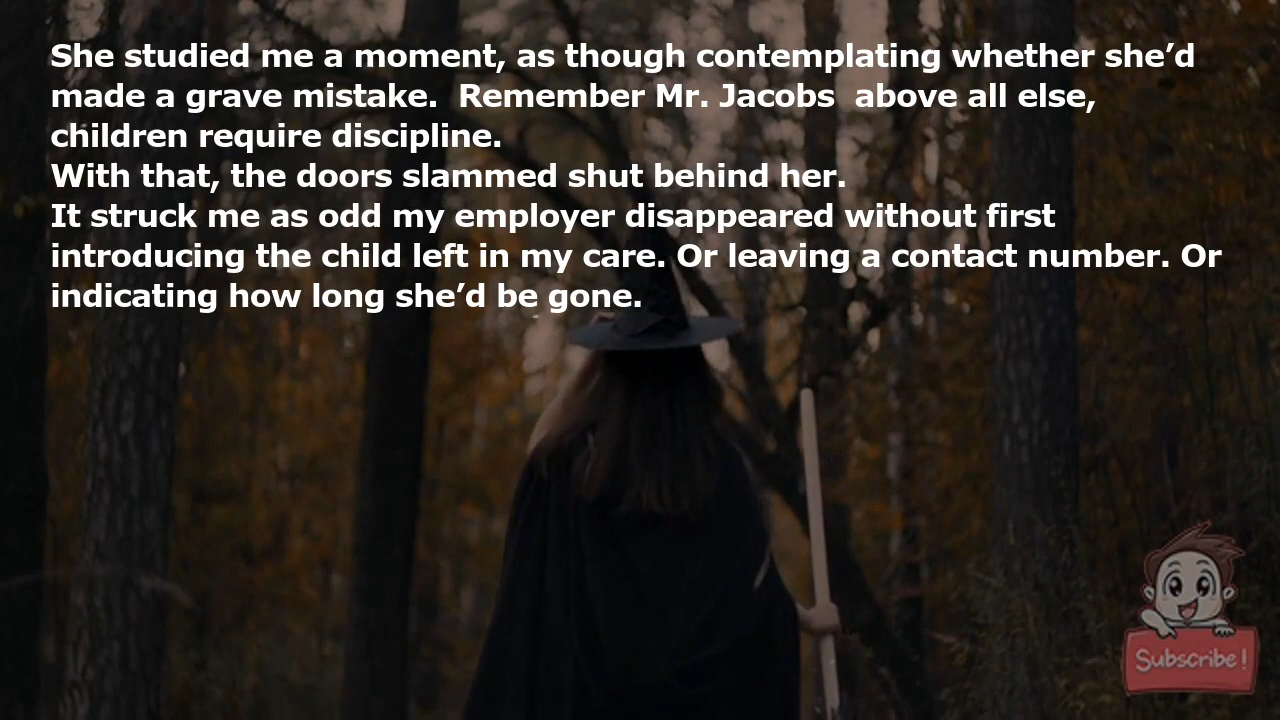 She studied me a moment, as though contemplating whether she’d
made a grave mistake.  Remember Mr. Jacobs  above all else,
children require discipline.
With that, the doors slammed shut behind her.
It struck me as odd my employer disappeared without first
introducing the child left in my care. Or leaving a contact number. Or
indicating how long she’d be gone.
Subscribe!